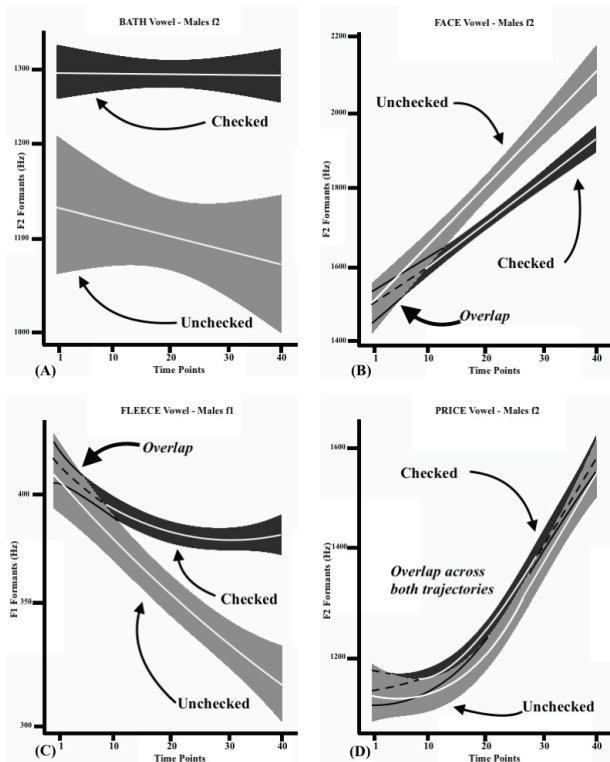 BATH Vowel - Males f2
F2 Formants (Hz)
1300
1200
1100
1000
Checked
Unchecked
1
10
20
30
40
(A)
Time Points
FACE Vowel - Males f2
F2 Formants (Hz)
2200
2000
1800
1600
1400
Unchecked
Checked
Overlap
1
10
20
30
40
(B)
Time Points
FLEECE Vowel - Males f1
F1 Formants (Hz)
400
350
300
Overlap
Checked
Unchecked
1
10
20
30
40
(C)
Time Points
PRICE Vowel - Males f2
F2 Formants (Hz)
1600
1400
1200
1100
Checked
Overlap across
both trajectories
Unchecked
1
10
20
30
40
(D)
Time Points